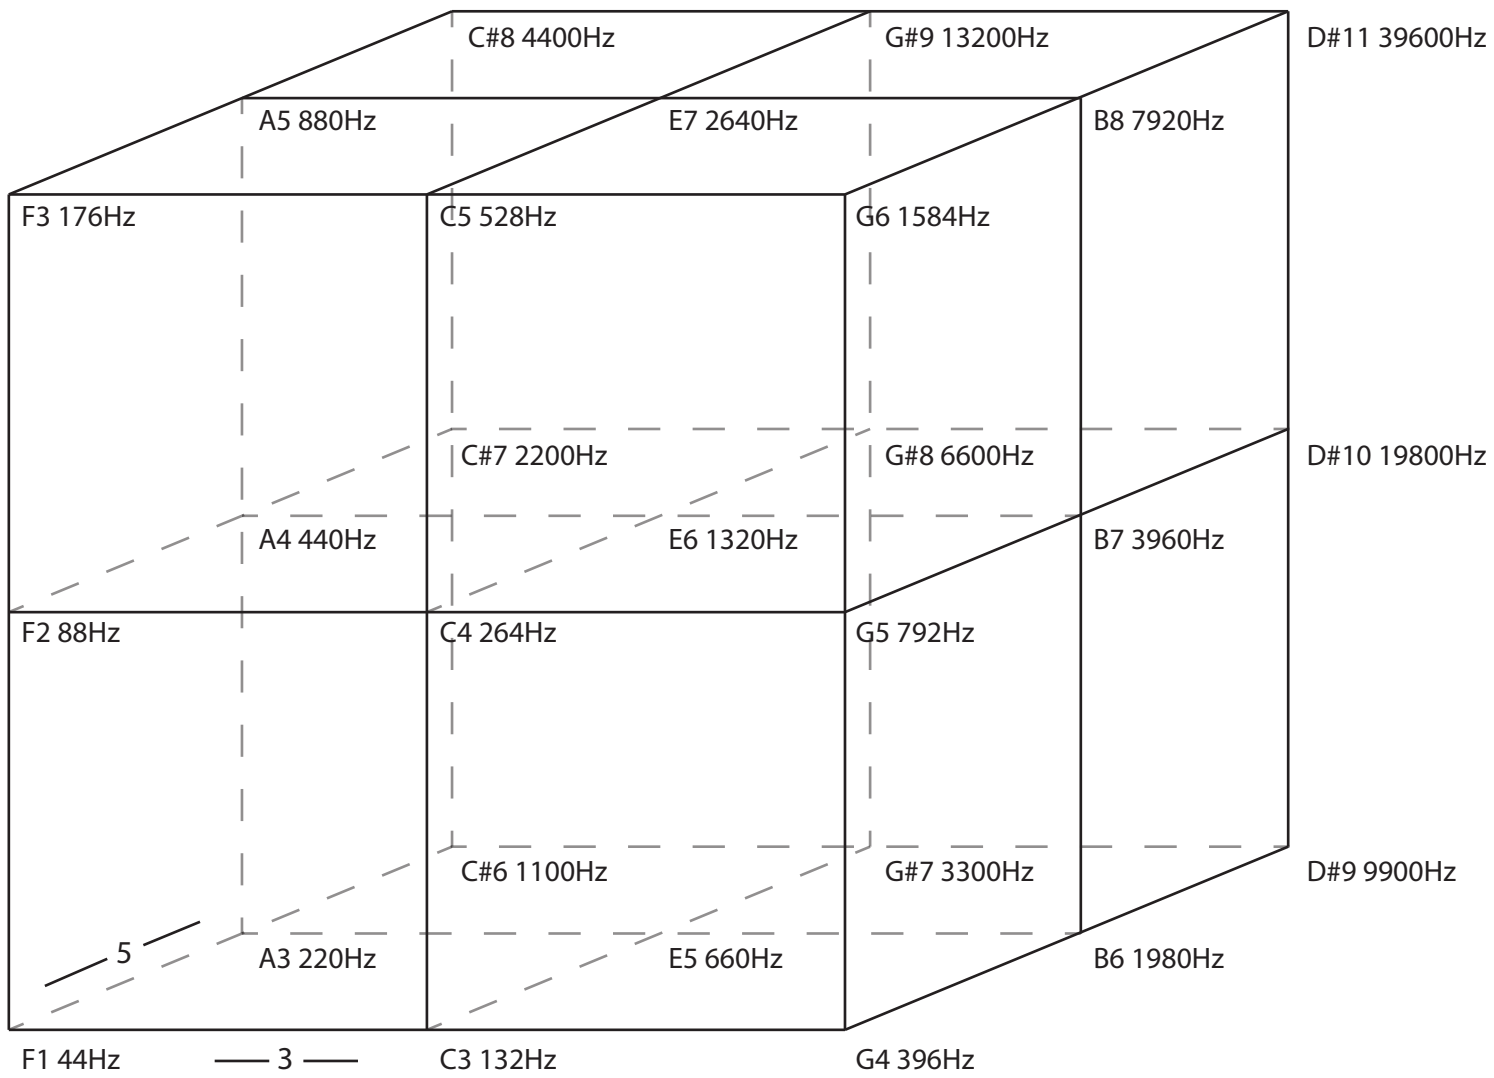 C#8 4400Hz
G#9 13200Hz
D#11 39600Hz
A5 880Hz
E7 2640Hz
B8 7920Hz
F3 176Hz
C5 528Hz
G6 1584Hz
C#7 2200Hz
G#8 6600Hz
D#10 19800Hz
A4 440Hz
E6 1320Hz
B7 3960Hz
F2 88Hz
C4 264Hz
G5 792Hz
C#6 1100Hz
G#7 3300Hz
D#9 9900Hz
5
A3 220Hz
E5 660Hz
B6 1980Hz
F1 44Hz
3
C3 132Hz
G4 396Hz